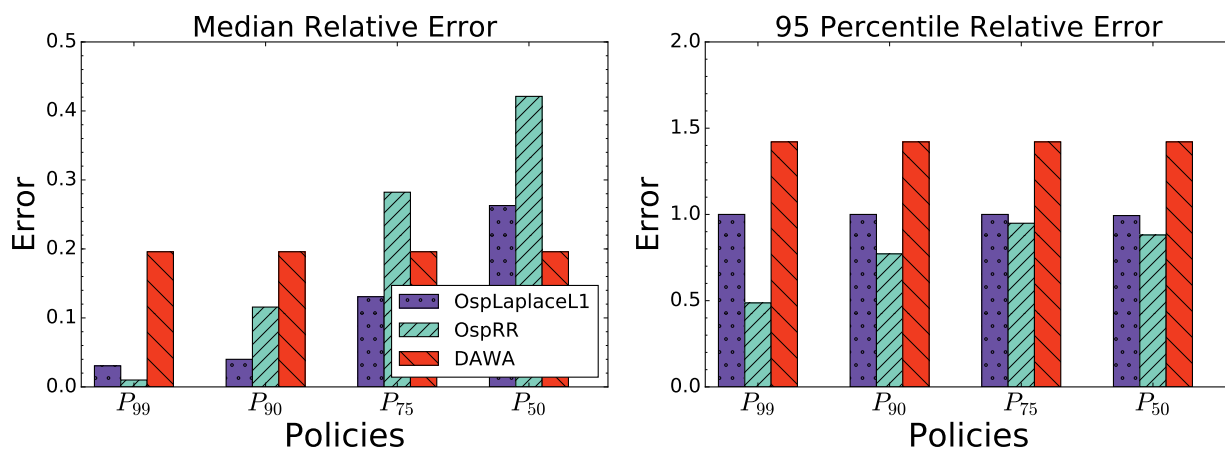 Median Relative Error
Error
0.5
0.4
0.3
0.2
0.1
0.0
OspLaplaceL1
OspRR
DAWA
P99
P90
P75
P50
Policies
95 Percentile Relative Error
Error
2.0
1.5
1.0
0.5
0.0
P99
P90
P75
P50
Policies